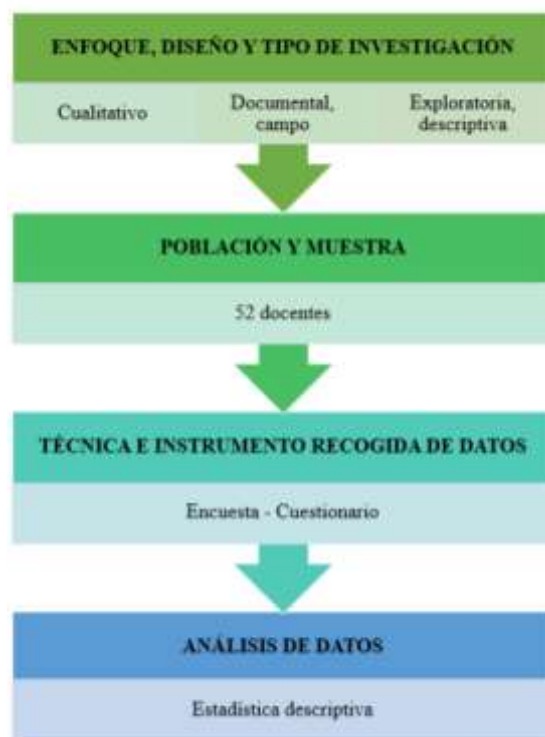 ENFOQUE, DISEÑO Y TIPO DE INVESTIGACIÓN
Cualitativo
Documental,
campo
Exploratoria,
descriptiva
POBLACIÓN Y MUESTRA
52 docentes
TÉCNICA E INSTRUMENTO RECOGIDA DE DATOS
Encuesta - Cuestionario
ANÁLISIS DE DATOS
Estadística descriptiva